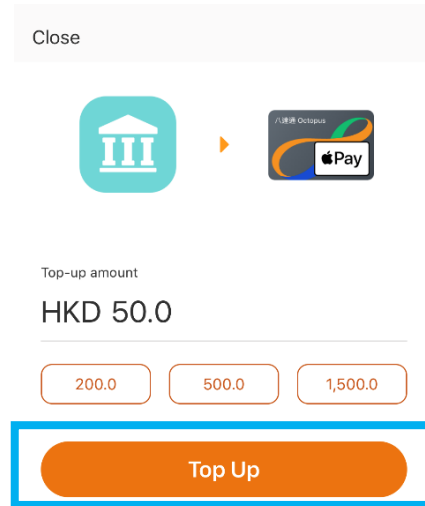 Close
八達通 Octopus
Pay
Top-up amount
HKD 50.0
200.0
500.0
1,500.0
Top Up